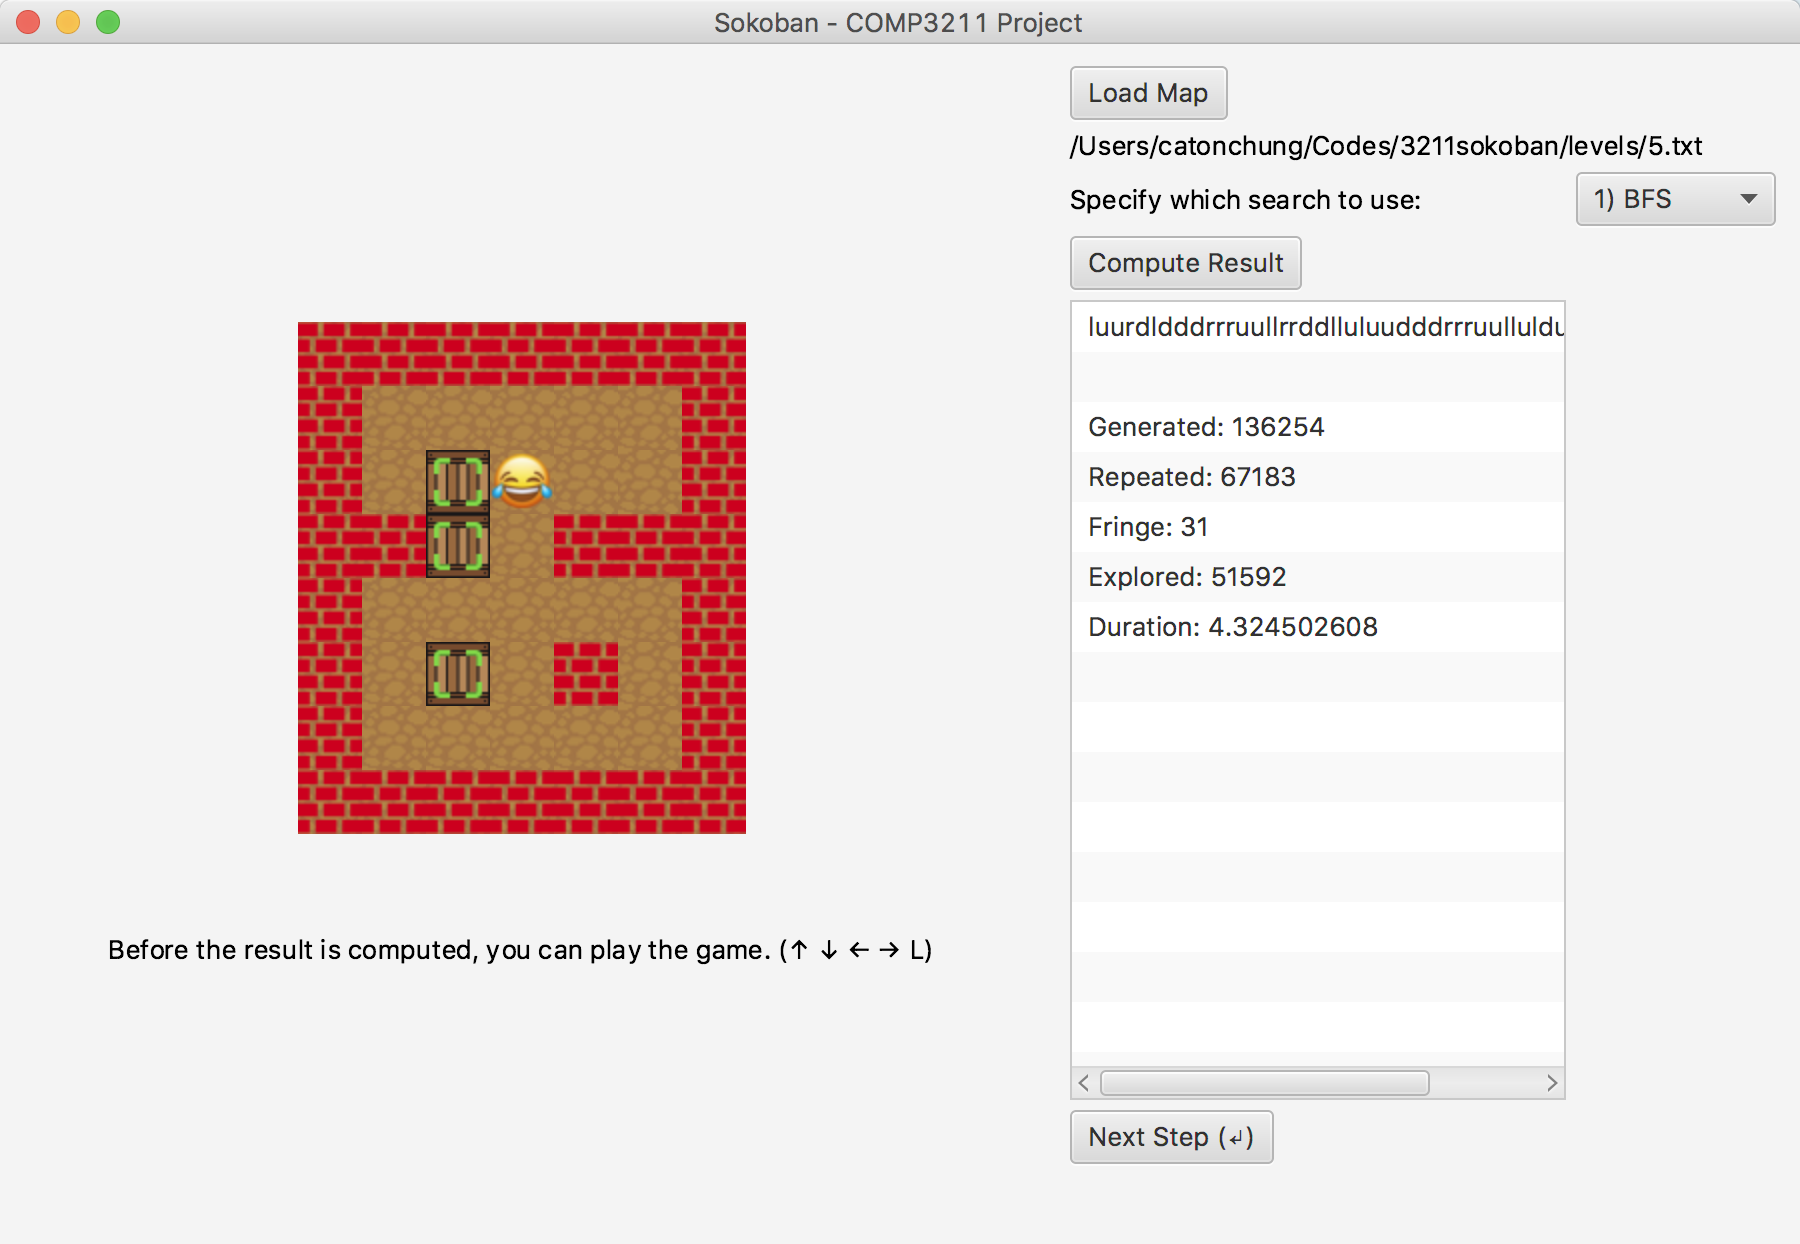 Sokoban - COMP3211 Project
Load Map
/Users/catonchung/Codes/3211sokoban/levels/5.txt
Specify which search to use:
1) BFS
Compute Result
luurdldddrrruullrrddlluluudddrrruulluldu
Generated: 136254
Repeated: 67183
Fringe: 31
Explored: 51592
Duration: 4.324502608
Before the result is computed, you can play the game. (↑ ↓ ← → L)
Next Step (↲)